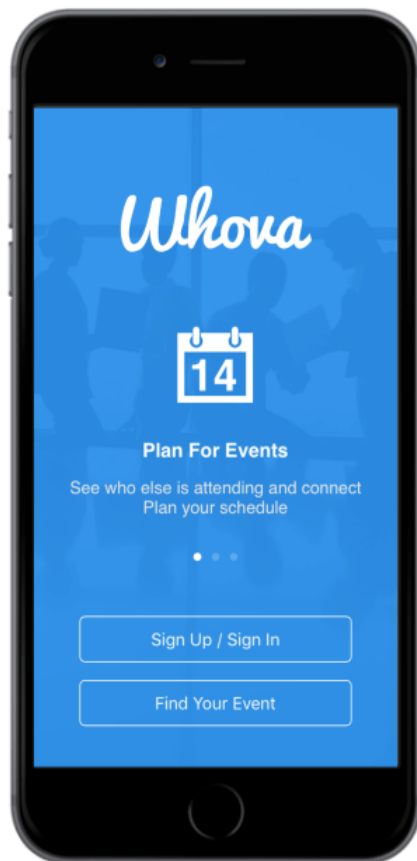 Whova
14
Plan For Events
See who else is attending and connect
Plan your schedule
Sign Up / Sign In
Find Your Event